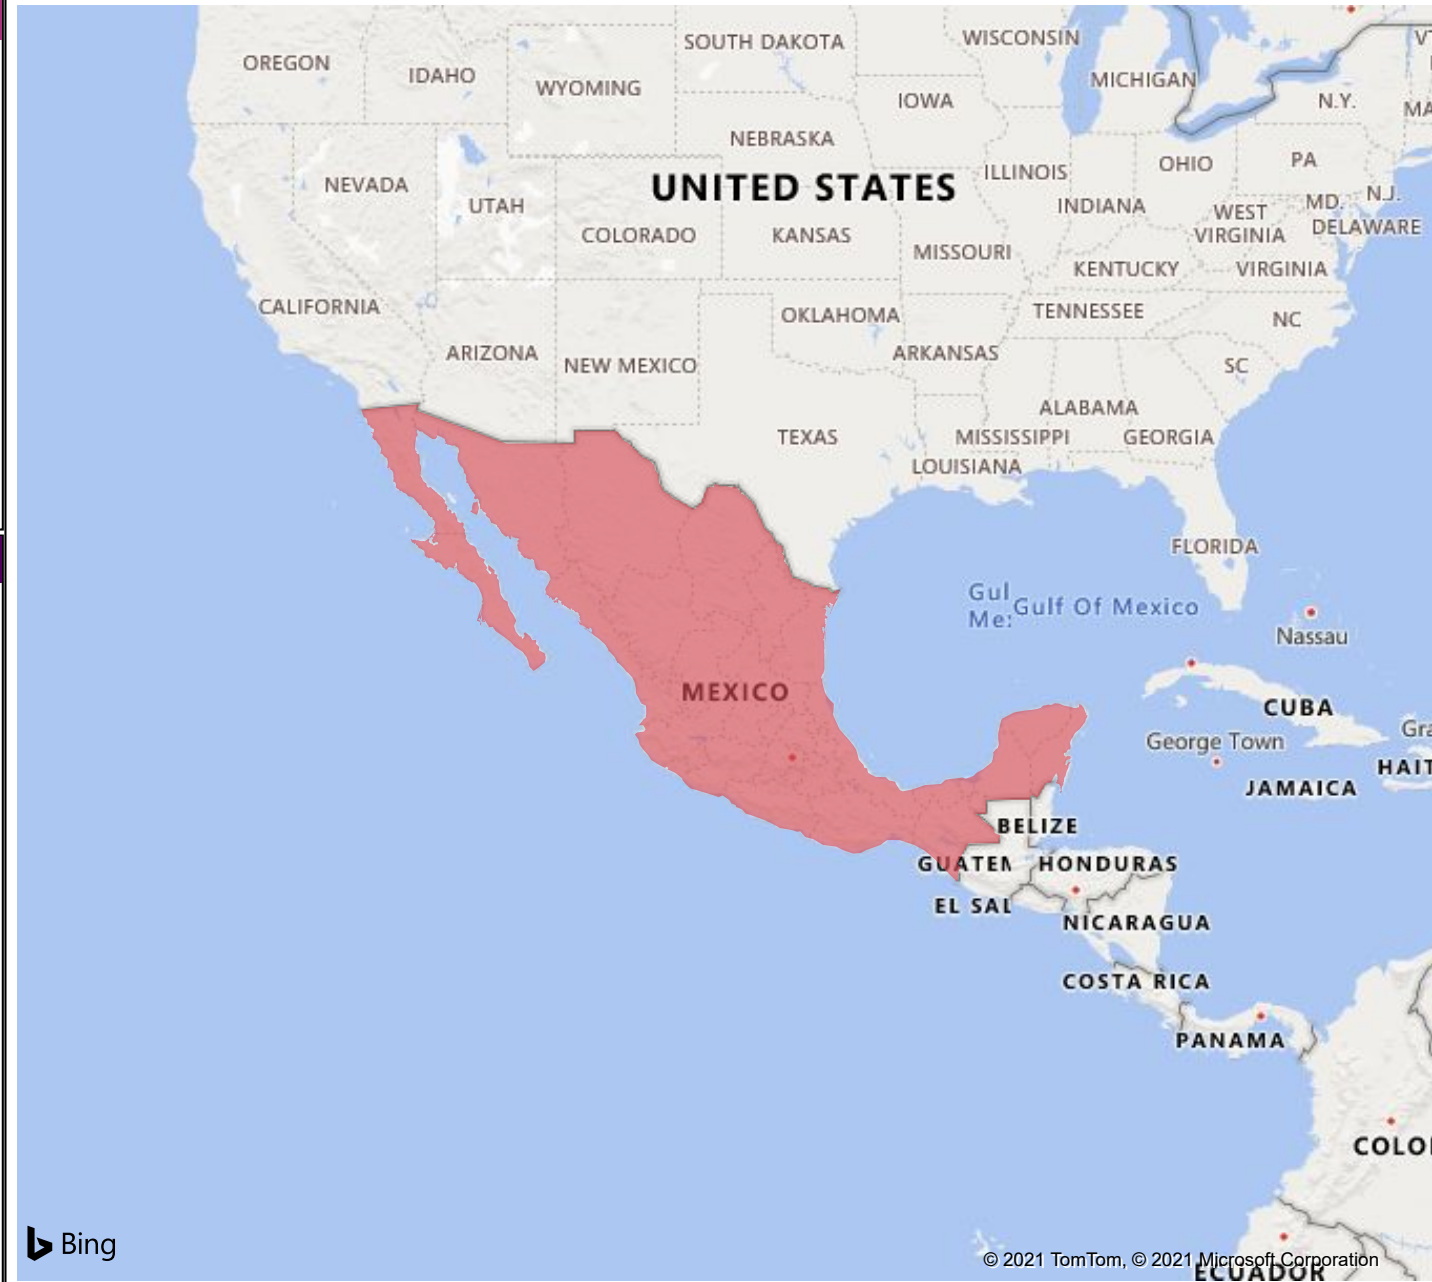 OREGON
IDAHO
WYOMING
SOUTH DAKOTA
WISCONSIN
MICHIGAN
IOWA
N.Y.
NEBRASKA
NEVADA
UTAH
UNITED STATES
ILLINOIS
OHIO
PA
INDIANA
MD.
N.J.
WEST
VIRGINIA
DELAWARE
COLORADO
KANSAS
MISSOURI
KENTUCKY
VIRGINIA
CALIFORNIA
OKLAHOMA
TENNESSEE
NC
ARIZONA
NEW MEXICO
ARKANSAS
SC
ALABAMA
TEXAS
MISSISSIPPI
GEORGIA
LOUISIANA
FLORIDA
Gulf Of Mexico
Nassau
MEXICO
CUBA
George Town
JAMAICA
BELIZE
HONDURAS
NICARAGUA
COSTA RICA
PANAMA
ECUADOR
Bing
© 2021 TomTom, © 2021 Microsoft Corporation